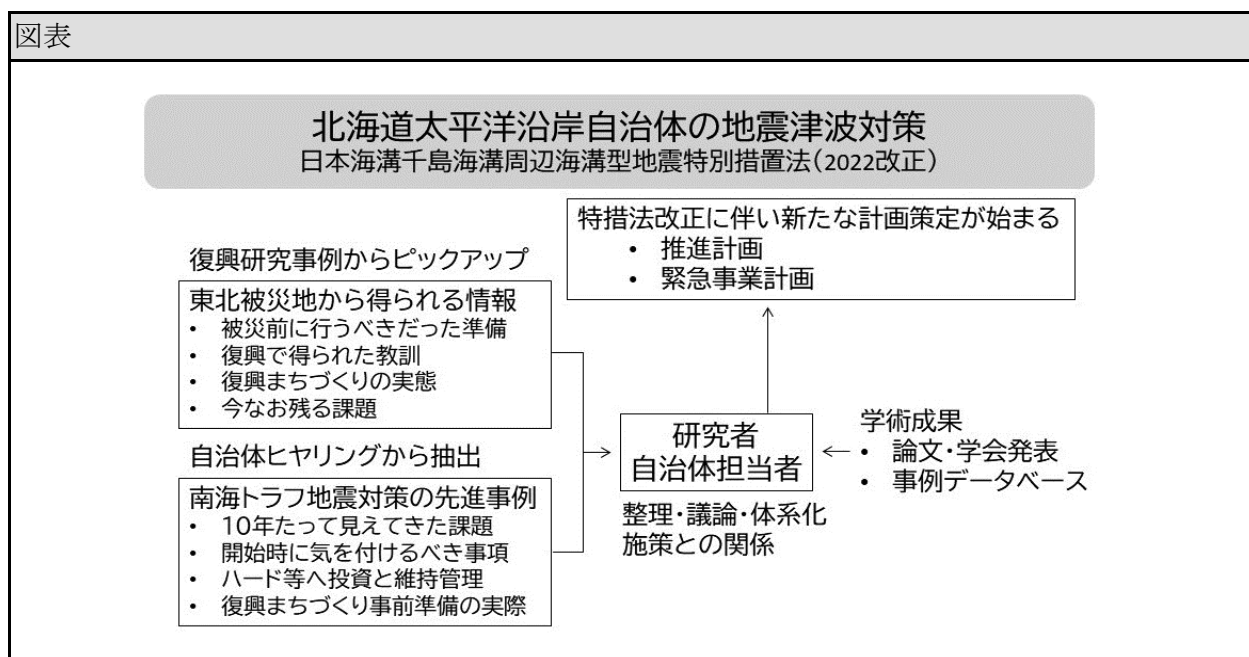 図表
北海道太平洋沿岸自治体の地震津波対策
日本海溝千島海溝周辺海溝型地震特別措置法(2022改正)
特措法改正に伴い新たな計画策定が始まる
• 推進計画
• 緊急事業計画
復興研究事例からピックアップ
東北被災地から得られる情報
• 被災前に行うべきだった準備
• 復興で得られた教訓
• 復興まちづくりの実態
• 今なお残る課題
自治体ヒヤリングから抽出
南海トラフ地震対策の先進事例
• 10年たって見えてきた課題
• 開始時に気を付けるべき事項
• ハード等へ投資と維持管理
• 復興まちづくり事前準備の実際
研究者
自治体担当者
整理・議論・体系化
施策との関係
学術成果
• 論文・学会発表
• 事例データベース